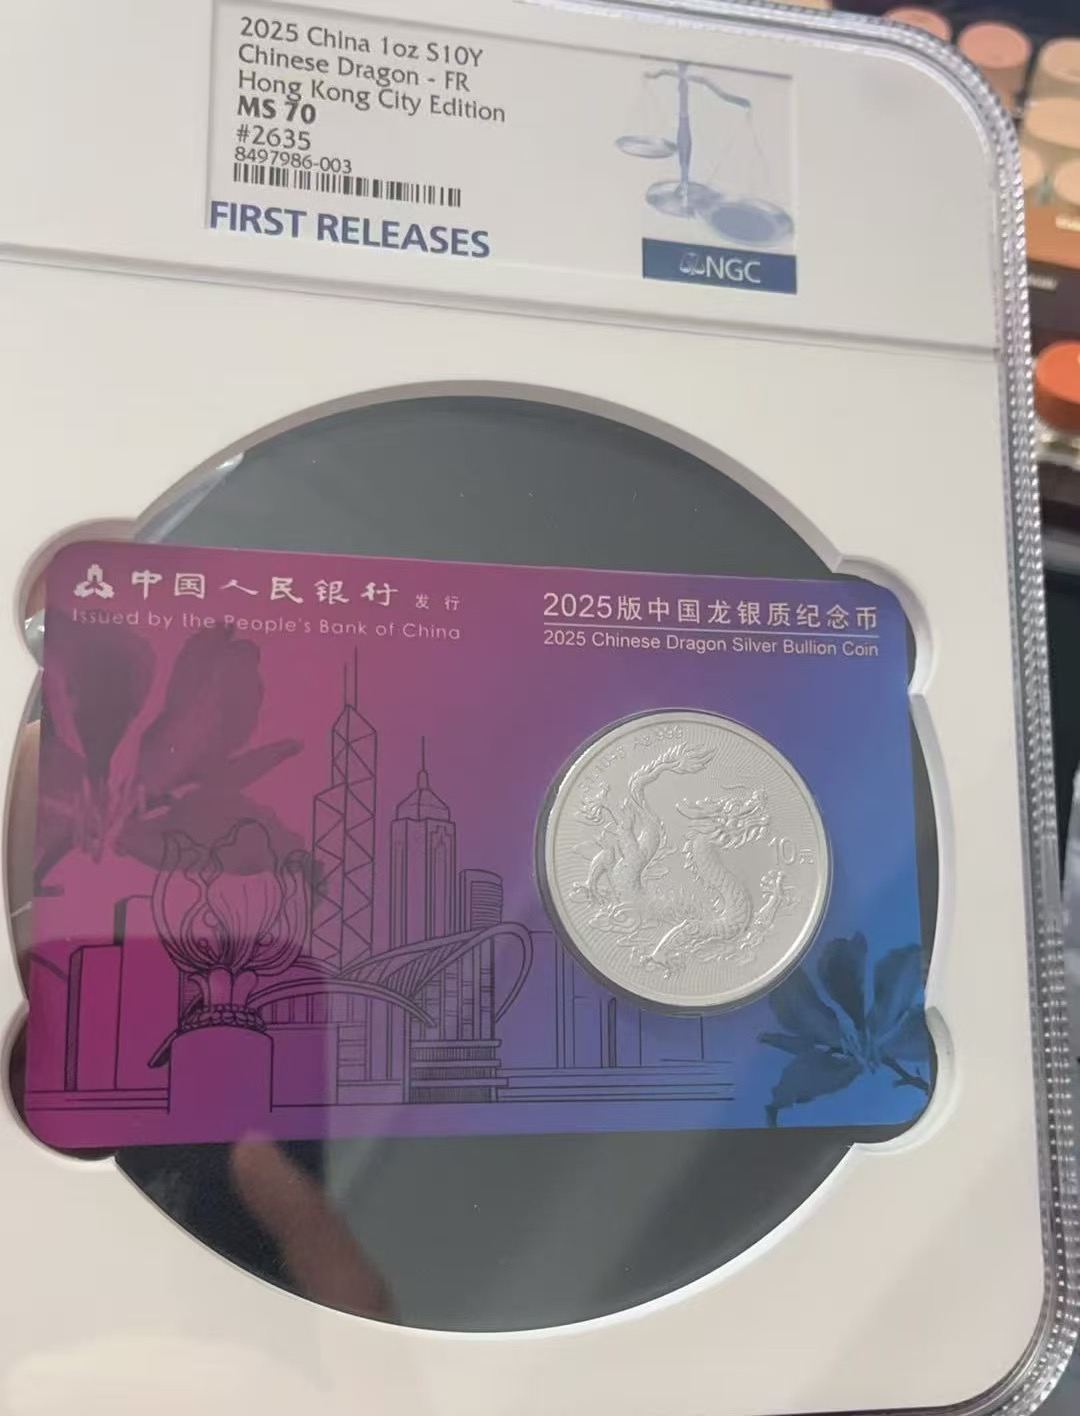 2025 China 1oz S10Y
Chinese Dragon - FR
Hong Kong City Edition
MS 70
#2635
8497986-003
FIRST RELEASES
NGC
中国人民银行 发行
Issued by the People's Bank of China
2025版中国龙银质纪念币
2025 Chinese Dragon Silver Bullion Coin
Ag 999
10元